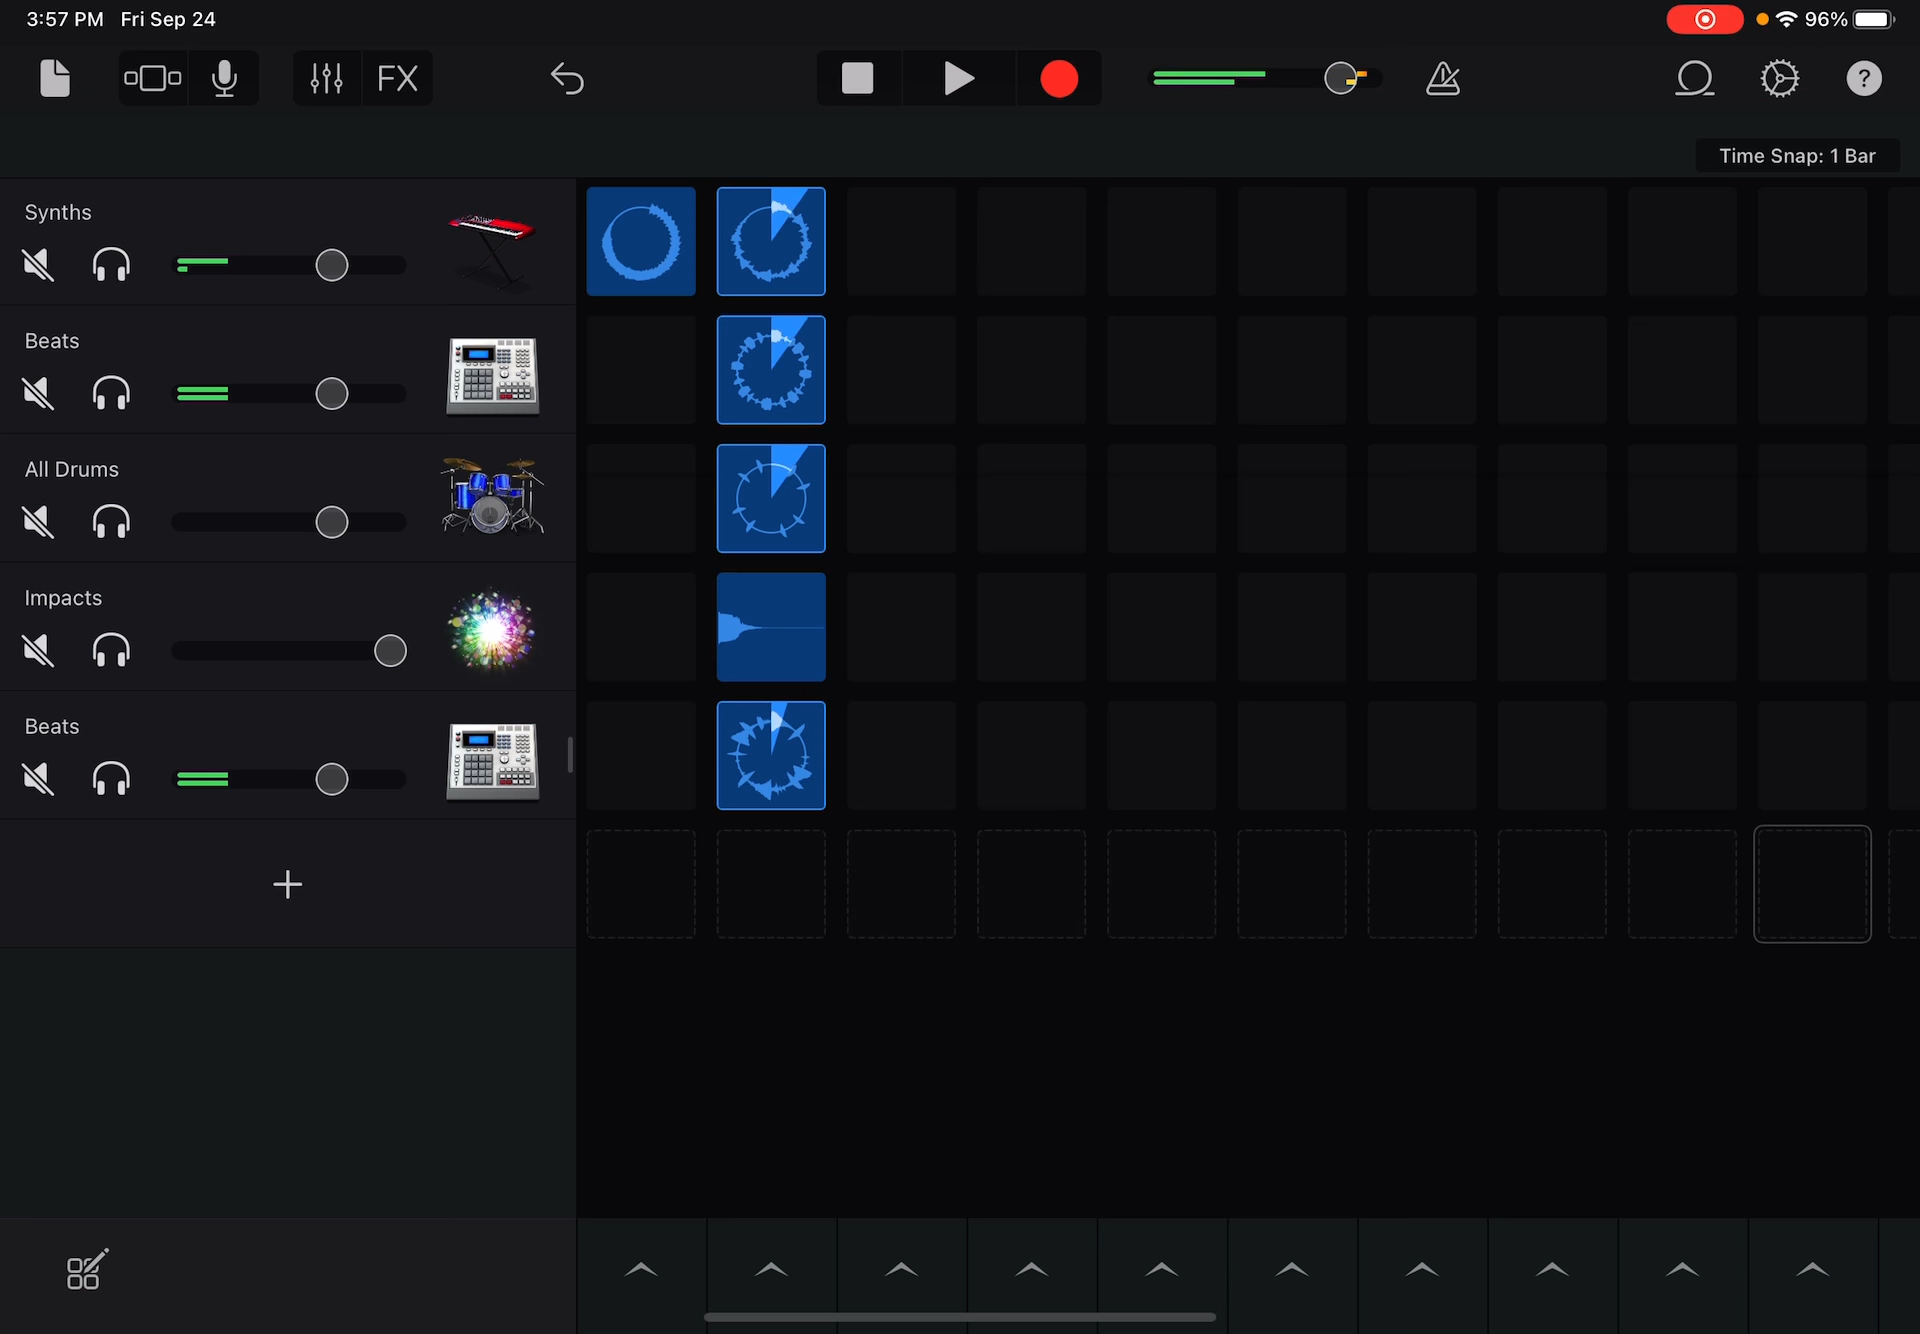 3:57 PM Fri Sep 24
96%
FX
?
Time Snap: 1 Bar
Synths
Beats
All Drums
Impacts
Beats